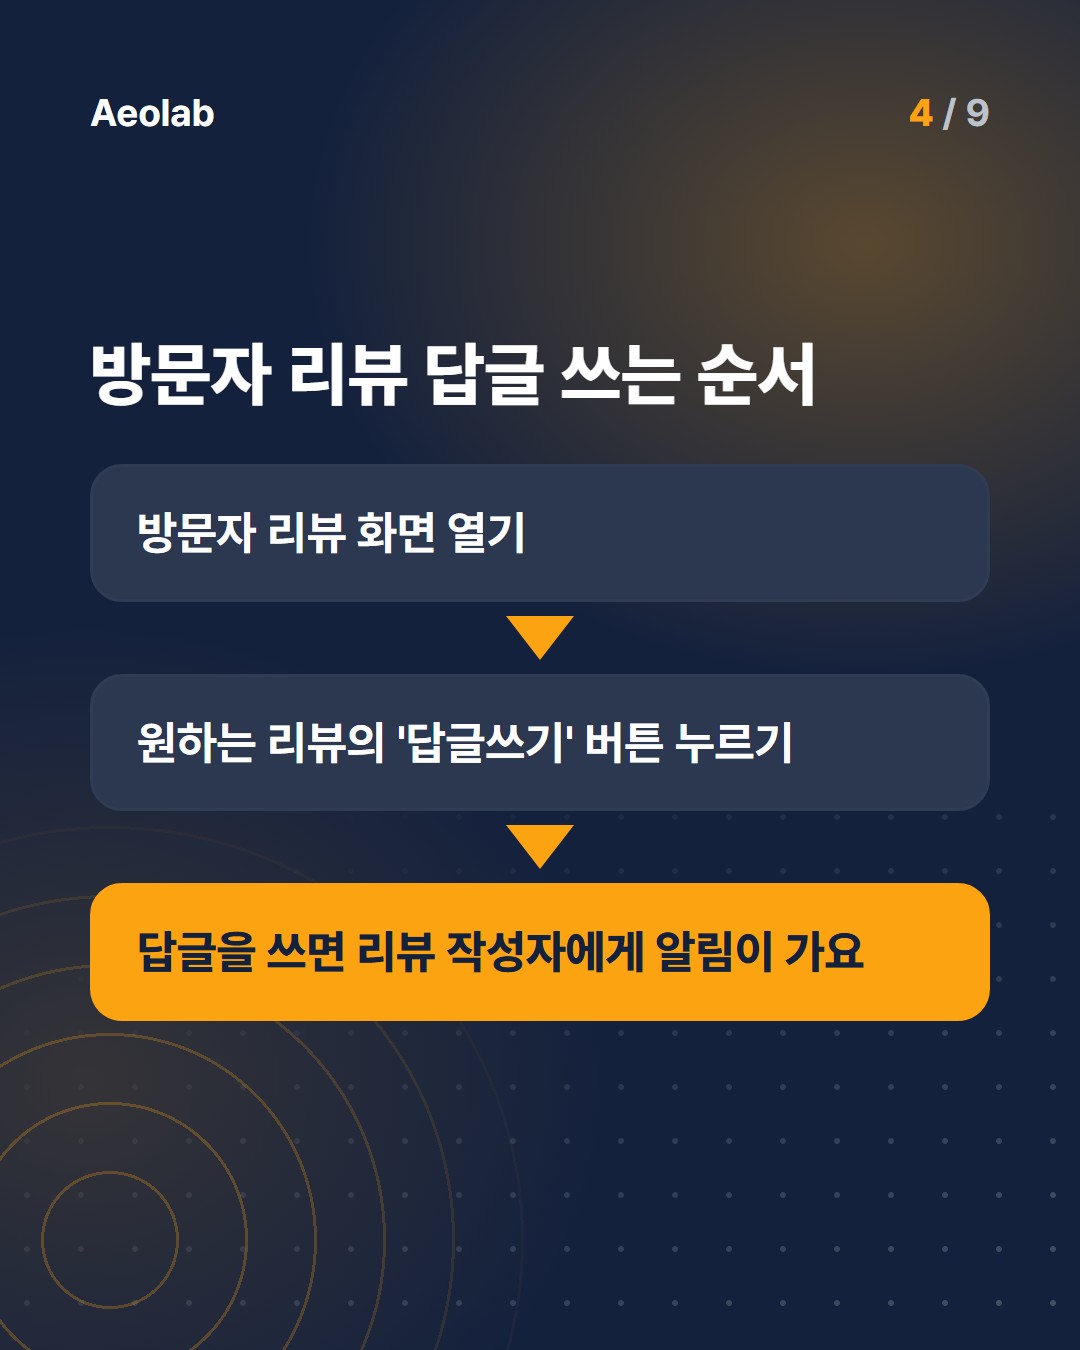 Aeolab
4 / 9
방문자 리뷰 답글 쓰는 순서
방문자 리뷰 화면 열기
원하는 리뷰의 '답글쓰기' 버튼 누르기
답글을 쓰면 리뷰 작성자에게 알림이 가요